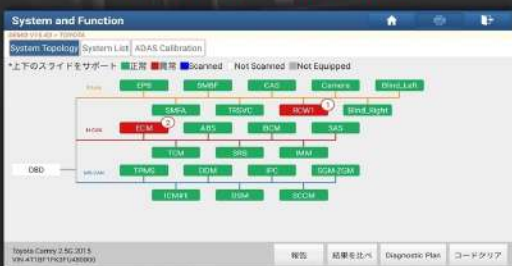 System and Function
TOYOTA
System Topology System List ADAS Calibration
*上下のスライドをサポート 正常 異常 Scanned Not Scanned Not Equipped
EPB SMBF CAS Camera Blind_Left
SMFA TRSVC RCW1 1 Blind_Right
ECM 2 ABS BCM SAS
TCM SRS IMM
OBD TPMS DDM IPC SGM-ZGM
ICM#1 DSM SCCM
Toyota Camry 2.5G 2015
報告 結果を比べ Diagnostic Plan コードクリア